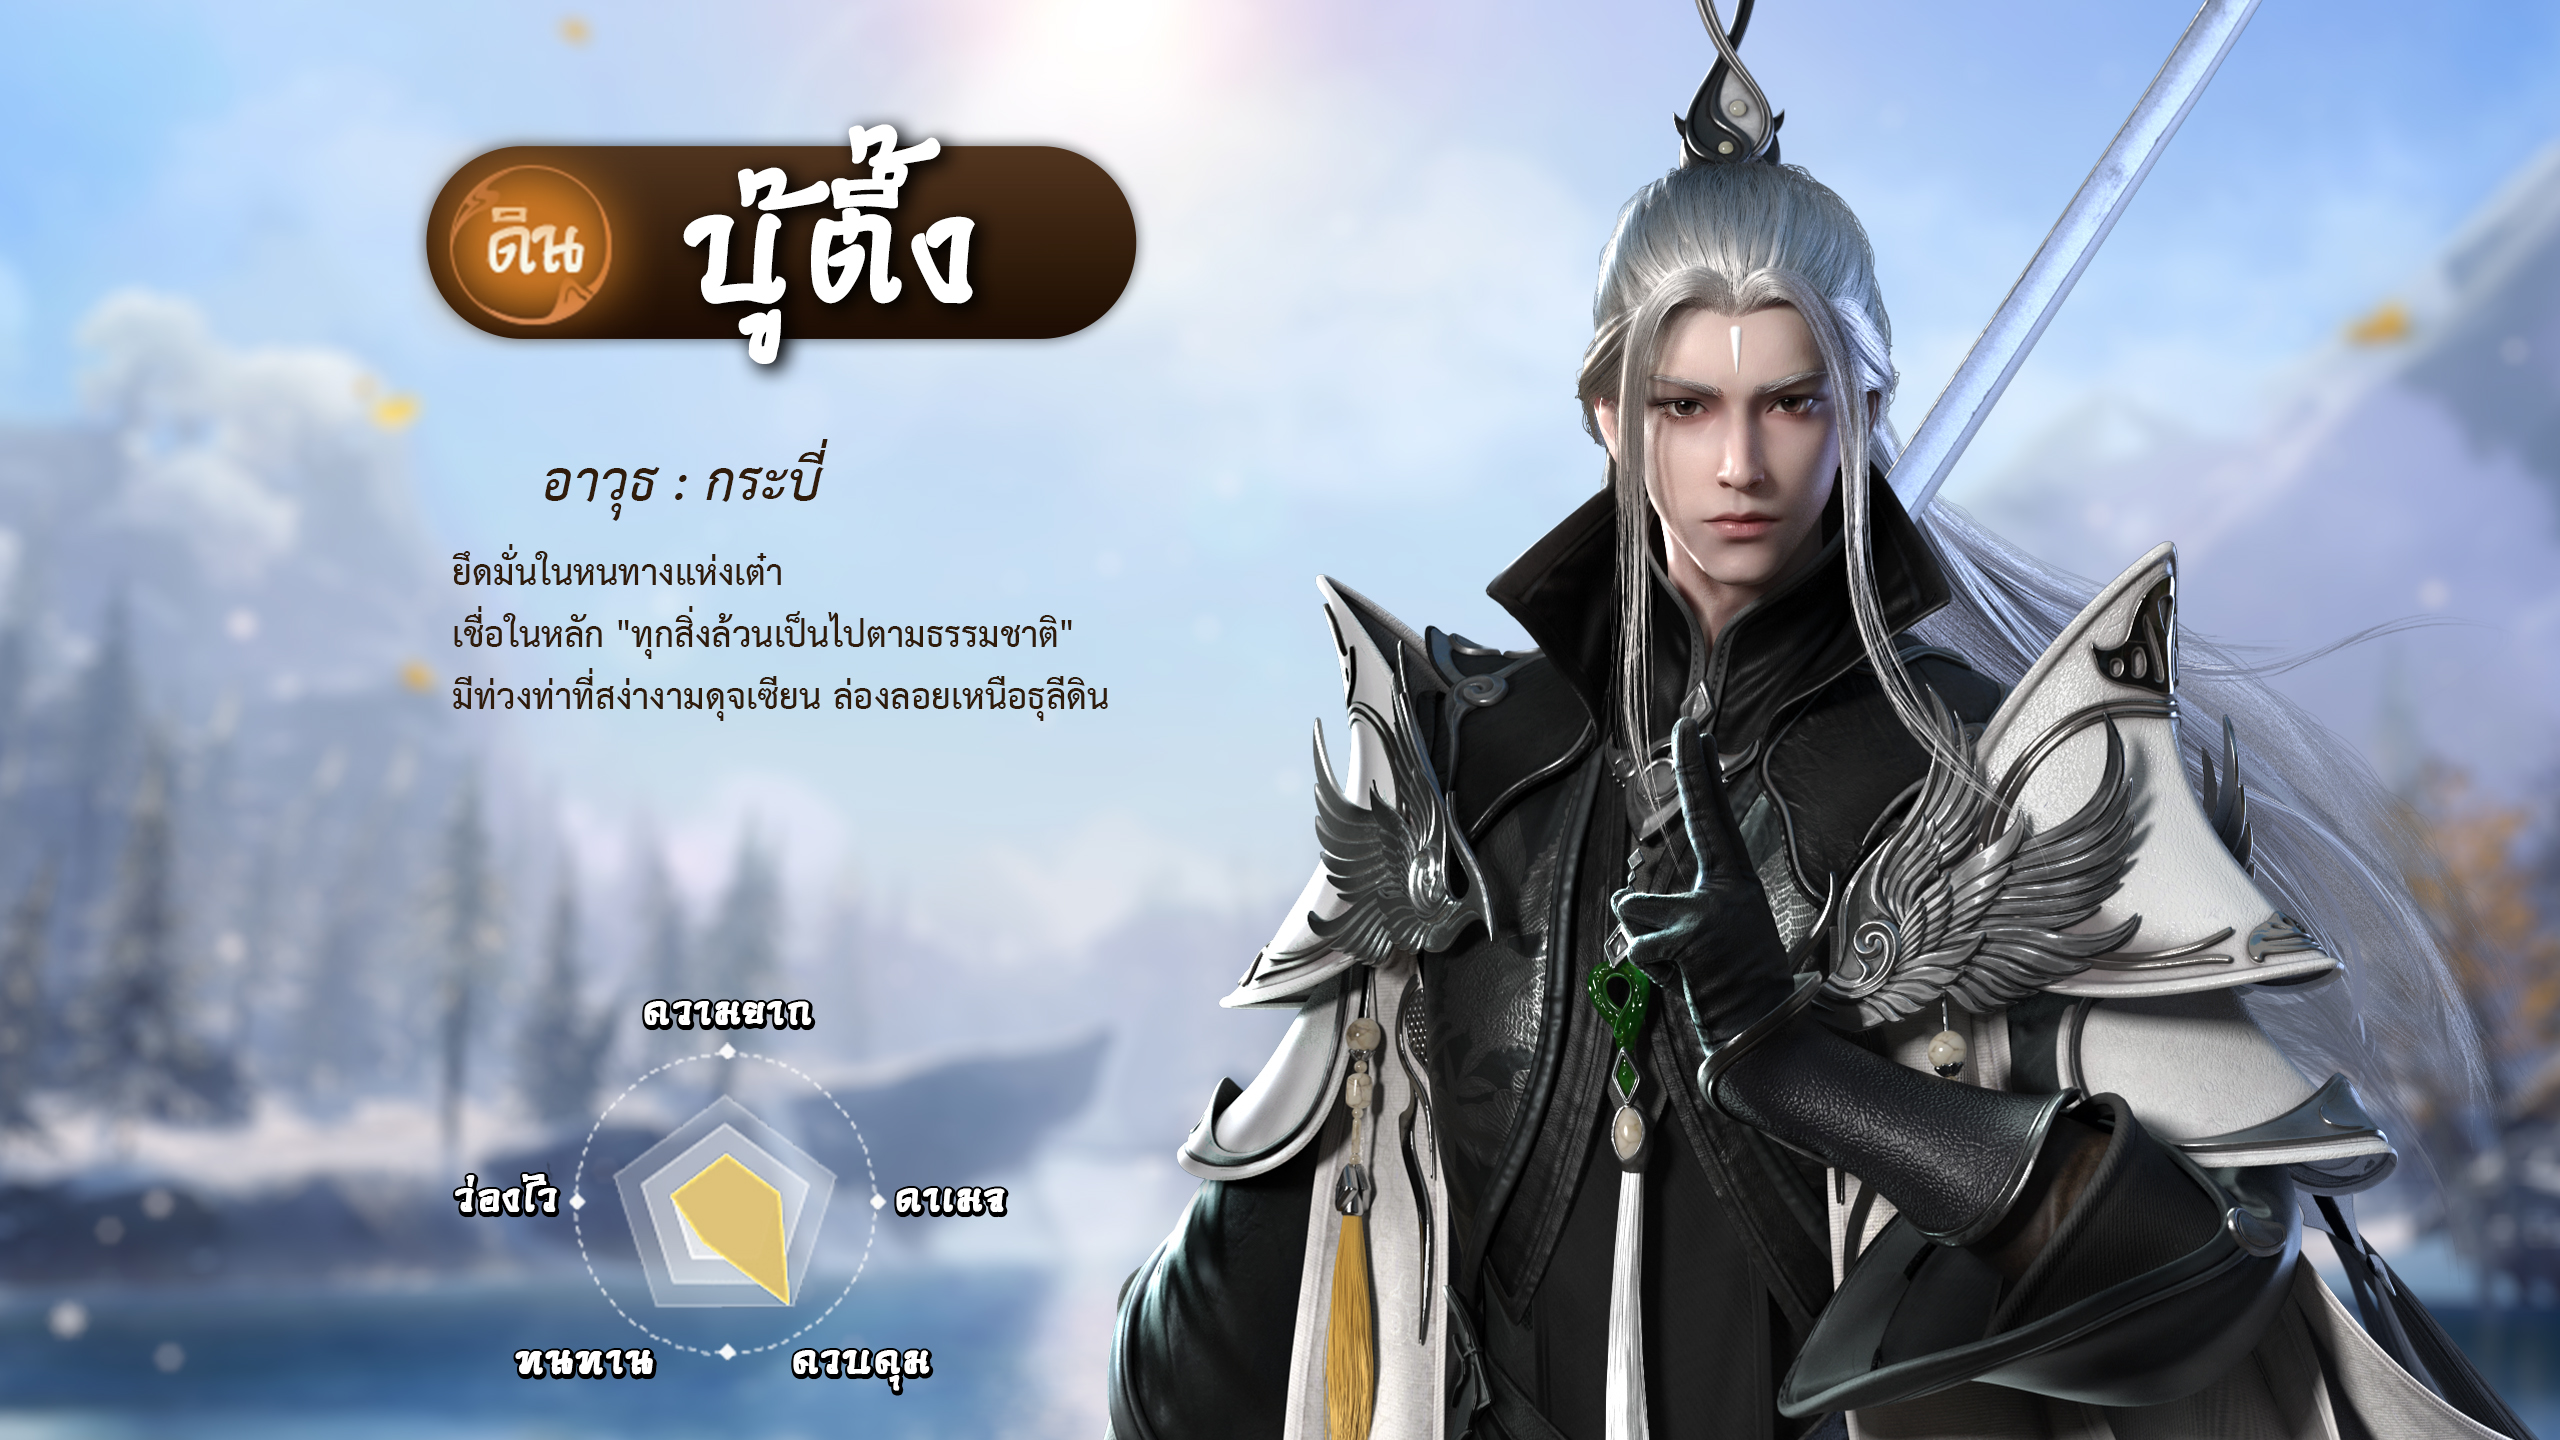 ดิน
บู๊ตึ๊ง
อาวุธ : กระบี่
ยึดมั่นในหนทางแห่งเต๋า
เชื่อในหลัก "ทุกสิ่งล้วนเป็นไปตามธรรมชาติ"
มีท่วงท่าที่สง่างามดุจเซียน ล่องลอยเหนือธุลีดิน
ความยาก
ว่องไว
ดาเมจ
ทนทาน
ควบคุม